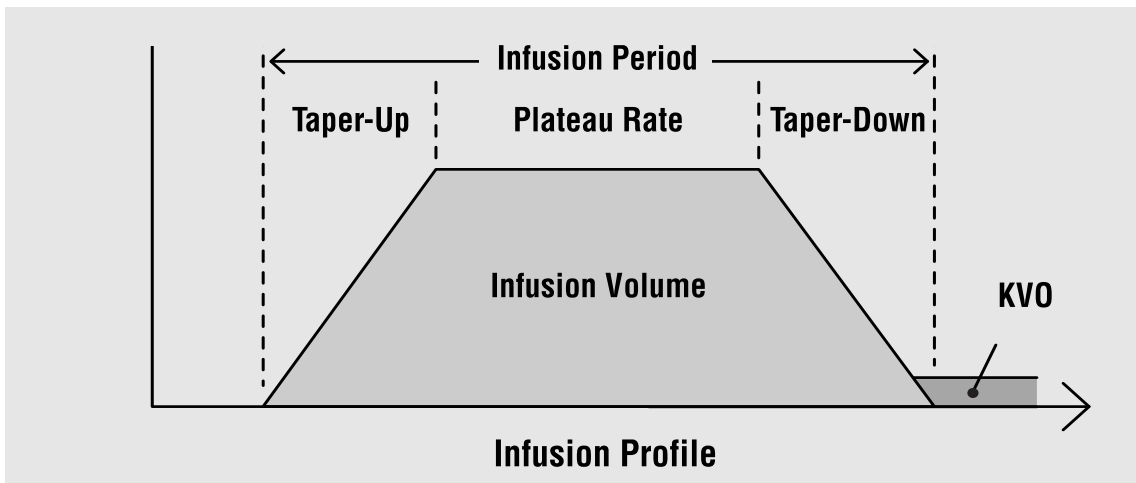 Infusion Period
Taper-Up
Plateau Rate
Taper-Down
Infusion Volume
KVO
Infusion Profile